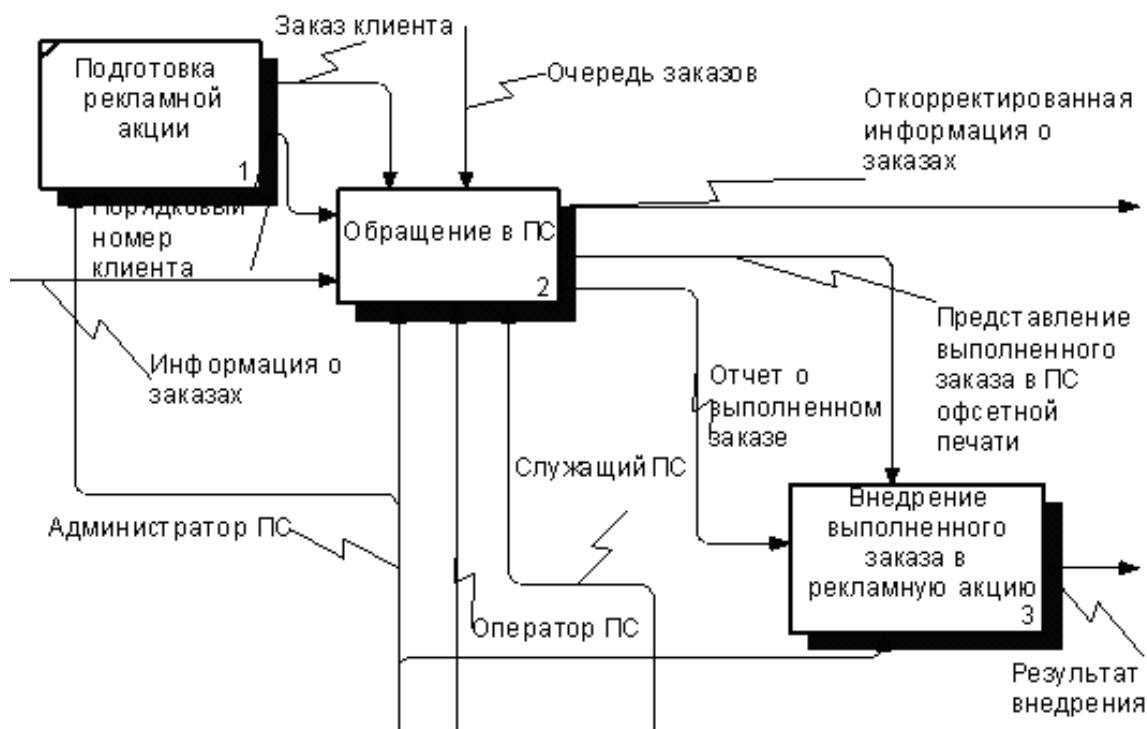 Заказ клиента
Подготовка
рекламной
акции
1
Очередь заказов
Откорректированная
информация о
заказах
Порядковый
номер
клиента
Обращение в ПС
2
Информация о
заказах
Представление
выполненного
заказа в ПС
офсетной
печати
Отчет о
выполненном
заказе
Служащий ПС
Администратор ПС
Внедрение
выполненного
заказа в
рекламную акцию
3
Оператор ПС
Результат
внедрения